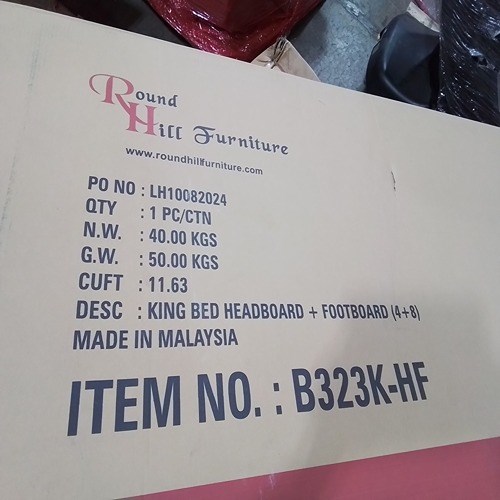 Round
Hill Furniture
www.roundhillfurniture.com
PO NO : LH10082024
QTY : 1 PC/CTN
N.W. : 40.00 KGS
G.W. : 50.00 KGS
CUFT : 11.63
DESC : KING BED HEADBOARD + FOOTBOARD (4+8)
MADE IN MALAYSIA
ITEM NO. : B323K-HF